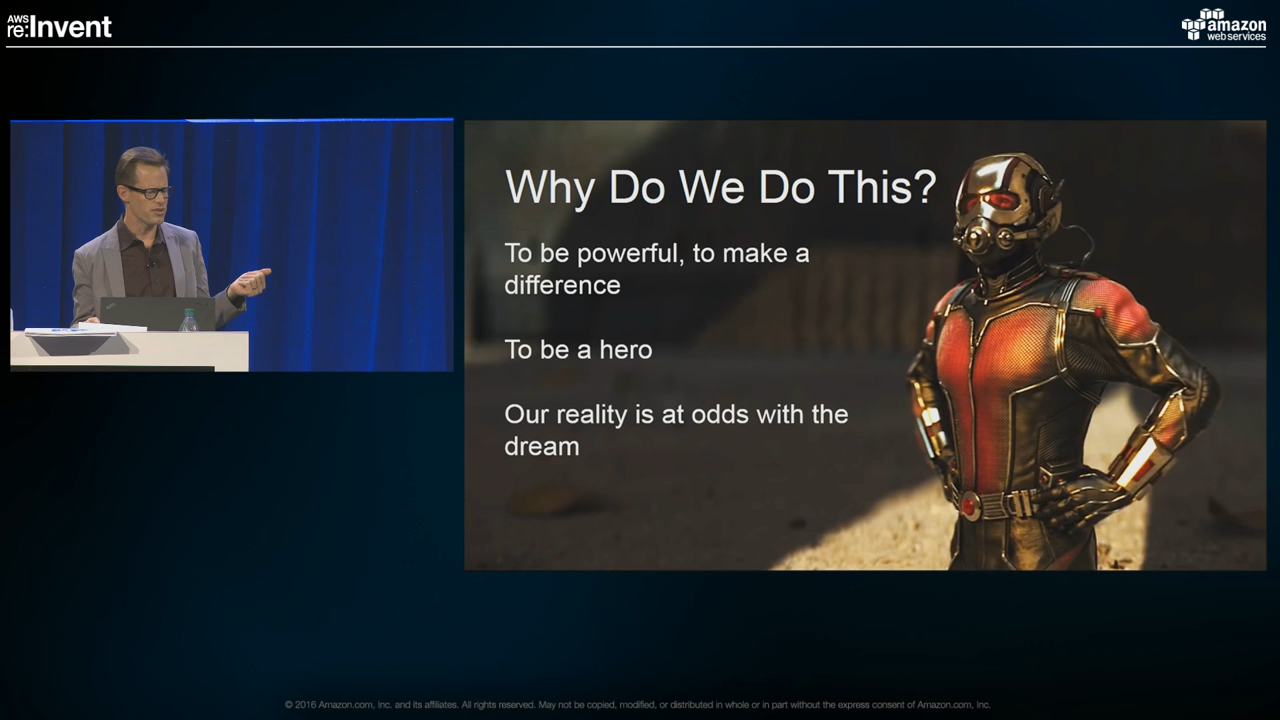 AWS
re:Invent
amazon
web services
Why Do We Do This?
To be powerful, to make a
difference
To be a hero
Our reality is at odds with the
dream
© 2016 Amazon.com, Inc. and its affiliates. All rights reserved. May not be copied, modified, or distributed in whole or in part without the express consent of Amazon.com, Inc.